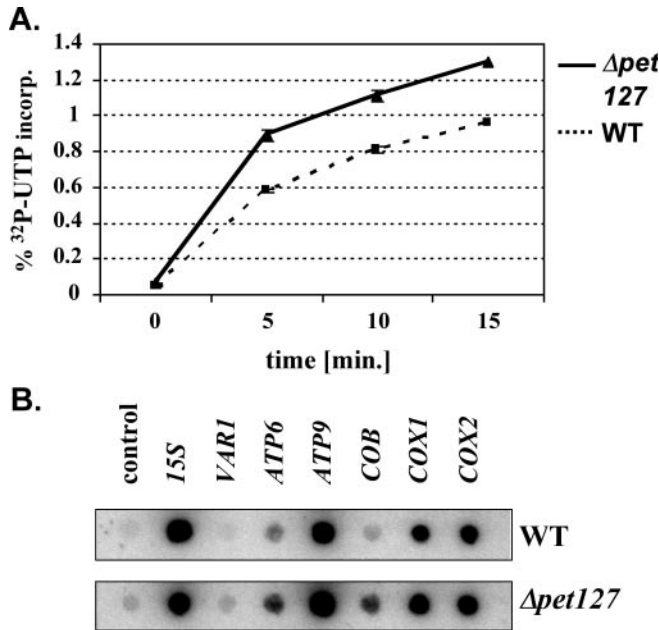 A.
% ³²P-UTP incorp.
1.4
1.2
1
0.8
0.6
0.4
0.2
0
0 5 10 15
time [min.]
Δpet
127
WT
B.
control 15S VAR1 ATP6 ATP9 COB COX1 COX2
WT
Δpet127